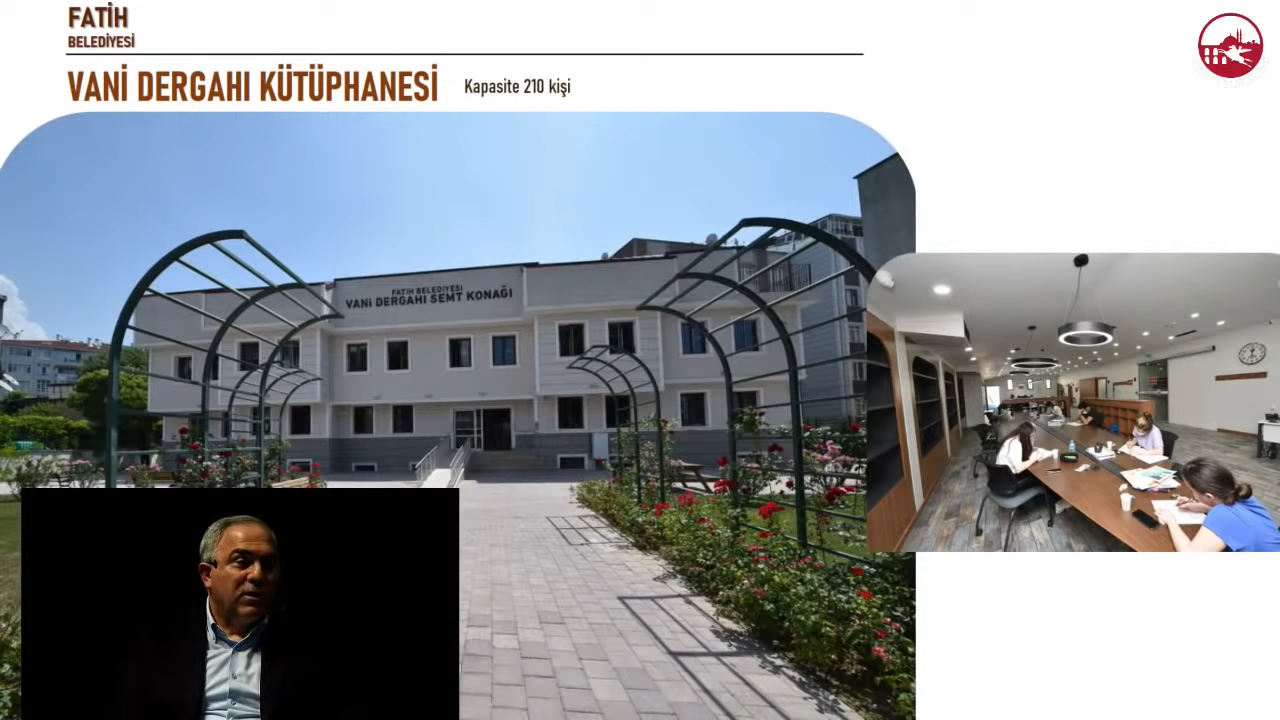 FATİH
BELEDİYESİ
VANİ DERGAHI KÜTÜPHANESİ
Kapasite 210 kişi
FATİH BELEDİYESİ
VANİ DERGAHI SEMT KONAĞI